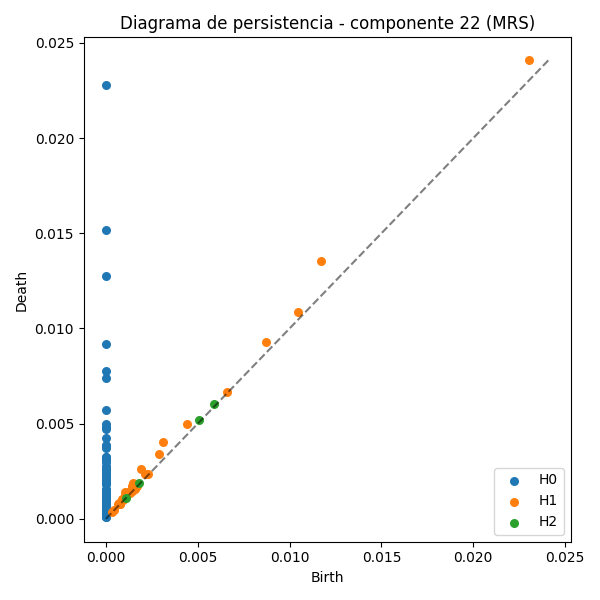 Diagrama de persistencia - componente 22 (MRS)
Death
0.025
0.020
0.015
0.010
0.005
0.000
0.000 0.005 0.010 0.015 0.020 0.025
Birth
H0
H1
H2